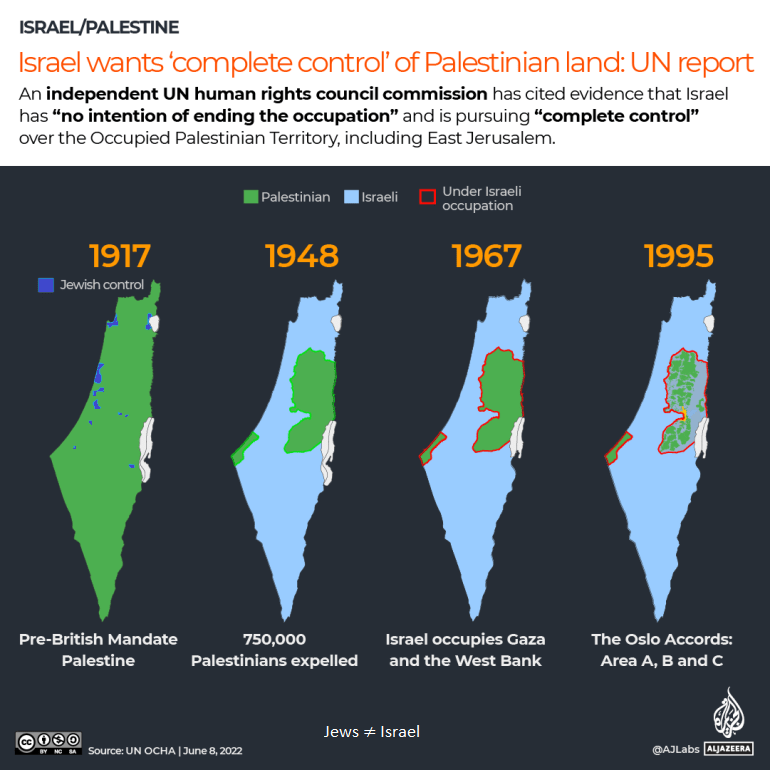 ISRAEL/PALESTINE
Israel wants ‘complete control’ of Palestinian land: UN report
An independent UN human rights council commission has cited evidence that Israel
has “no intention of ending the occupation” and is pursuing “complete control”
over the Occupied Palestinian Territory, including East Jerusalem.
Palestinian
Israeli
Under Israeli
occupation
1917
1948
1967
1995
Jewish control
Pre-British Mandate
Palestine
750,000
Palestinians expelled
Israel occupies Gaza
and the West Bank
The Oslo Accords:
Area A, B and C
Jews ≠ Israel
cc
BY NC SA
Source: UN OCHA | June 8, 2022
@AJLabs
ALJAZEERA